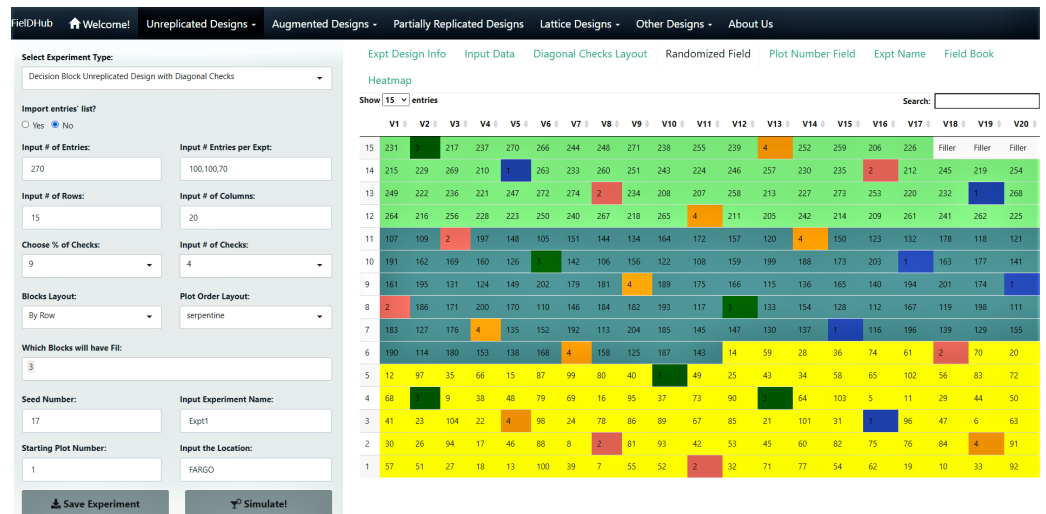 FielDHub Welcome! Unreplicated Designs Augmented Designs Partially Replicated Designs Lattice Designs Other Designs About Us
Select Experiment Type:
Decision Block Unreplicated Design with Diagonal Checks
Import entries' list?
Yes No
Input # of Entries: Input # Entries per Expt:
270 100,100,70
Input # of Rows: Input # of Columns:
15 20
Choose % of Checks: Input # of Checks:
9 4
Blocks Layout: Plot Order Layout:
By Row serpentine
Which Blocks will have Fil:
3
Seed Number: Input Experiment Name:
17 Expt1
Starting Plot Number: Input the Location:
1 FARGO
Save Experiment Simulate!
Expt Design Info Input Data Diagonal Checks Layout Randomized Field Plot Number Field Expt Name Field Book
Heatmap
Show 15 entries Search:
V1 V2 V3 V4 V5 V6 V7 V8 V9 V10 V11 V12 V13 V14 V15 V16 V17 V18 V19 V20
15 231 3 217 237 270 266 244 248 271 238 255 239 4 252 259 206 226 Filler Filler Filler
14 215 229 269 210 1 263 233 260 251 243 224 246 257 230 235 2 212 245 219 254
13 249 222 236 221 247 272 274 2 234 208 207 258 213 227 273 253 220 232 1 268
12 264 216 256 228 223 250 240 267 218 265 4 211 205 242 214 209 261 241 262 225
11 107 109 2 197 148 105 151 144 134 164 172 157 120 4 150 123 132 178 118 121
10 191 162 169 160 126 3 142 106 156 122 108 159 199 188 173 203 1 163 177 141
9 161 195 131 124 149 202 179 181 4 189 175 166 115 136 165 140 194 201 174 1
8 2 186 171 200 170 110 146 184 182 193 117 3 133 154 128 112 167 119 198 111
7 183 127 176 4 135 152 192 113 204 185 145 147 130 137 1 116 196 139 129 155
6 190 114 180 153 138 168 4 158 125 187 143 14 59 28 36 74 61 2 70 20
5 12 97 35 66 15 87 99 80 40 3 49 25 43 34 58 65 102 56 83 72
4 68 3 9 38 48 79 69 16 95 37 73 90 3 64 103 5 11 29 44 50
3 41 23 104 22 4 98 24 78 86 89 67 85 21 101 31 1 96 47 6 63
2 30 26 94 17 46 88 8 2 81 93 42 53 45 60 82 75 76 84 4 91
1 57 51 27 18 13 100 39 7 55 52 2 32 71 77 54 62 19 10 33 92